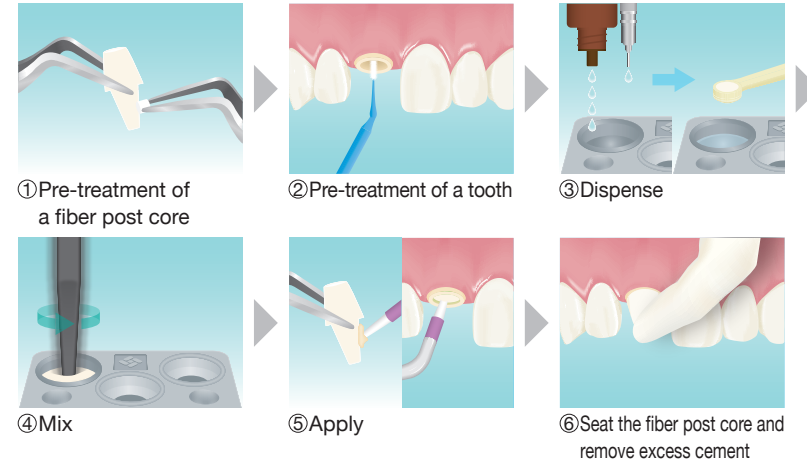 ①Pre-treatment of
a fiber post core
②Pre-treatment of a tooth
③Dispense
④Mix
⑤Apply
⑥Seat the fiber post core and
remove excess cement